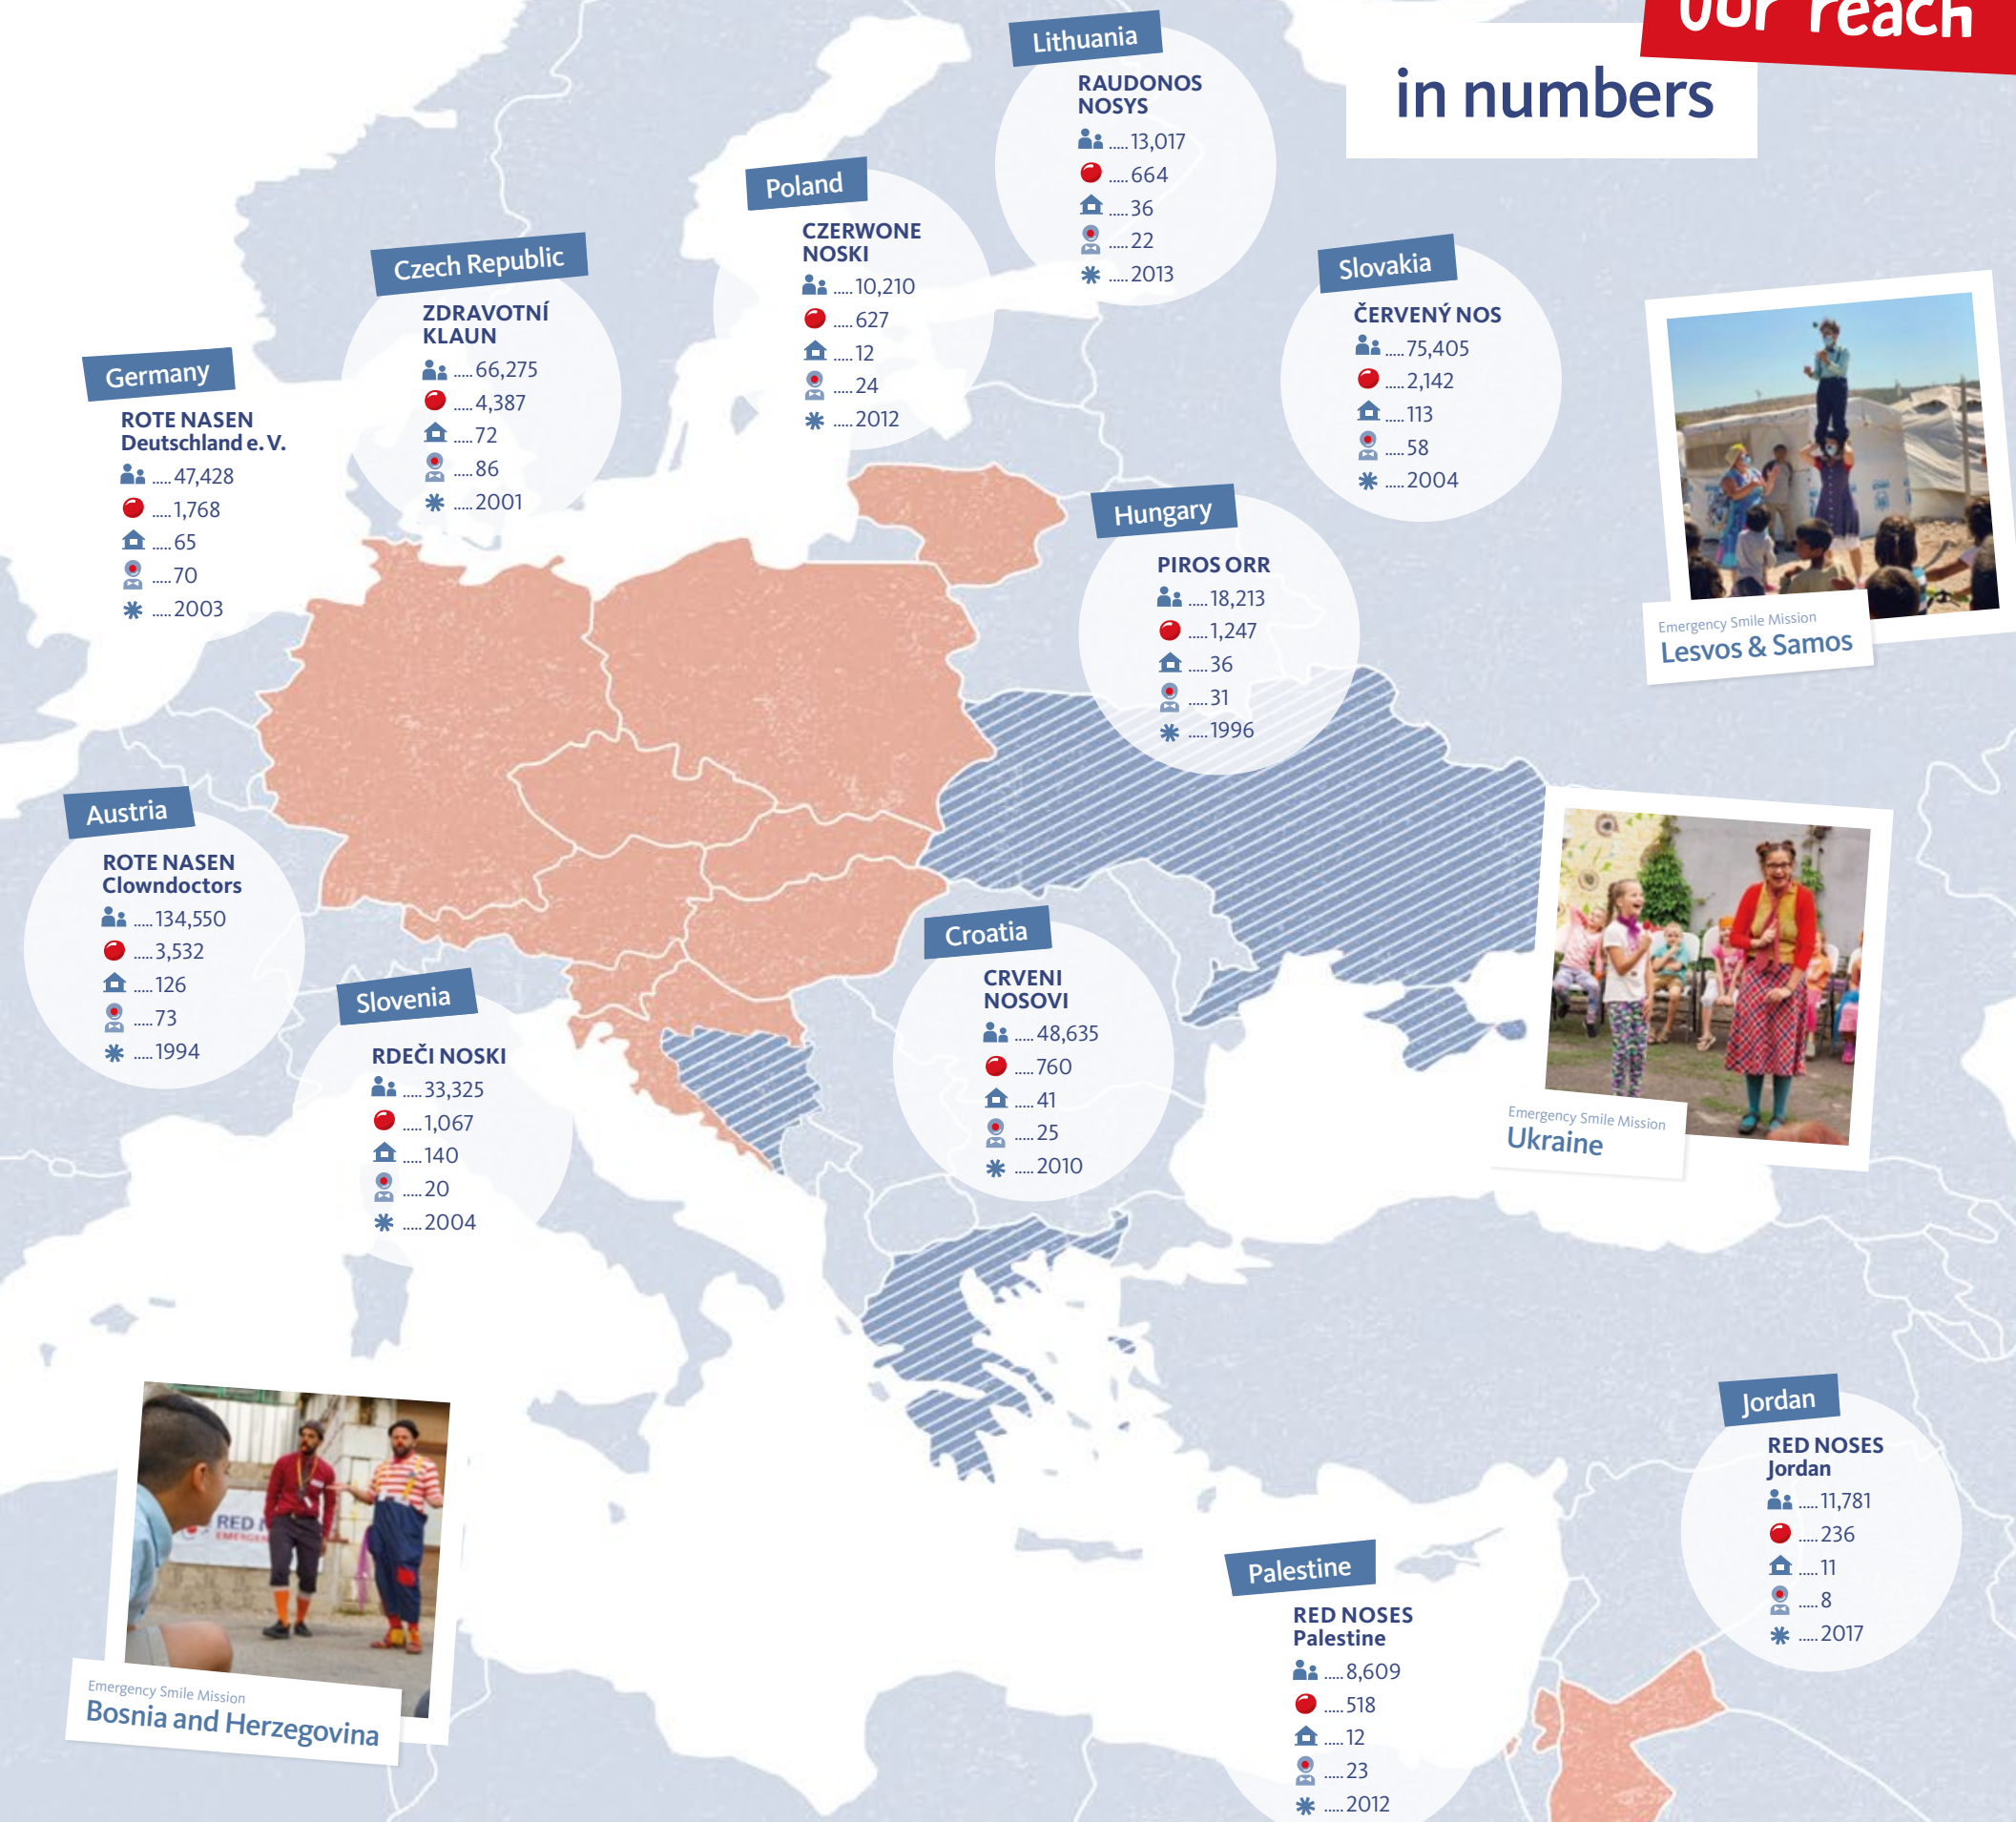 our reach
in numbers
Lithuania
RAUDONOS
NOSYS
.....13,017
.....664
.....36
.....22
.....2013
Poland
CZERWONE
NOSKI
.....10,210
.....627
.....12
.....24
.....2012
Czech Republic
ZDRAVOTNÍ
KLAUN
.....66,275
.....4,387
.....72
.....86
.....2001
Slovakia
ČERVENÝ NOS
.....75,405
.....2,142
.....113
.....58
.....2004
Germany
ROTE NASEN
Deutschland e. V.
.....47,428
.....1,768
.....65
.....70
.....2003
Hungary
PIROS ORR
.....18,213
.....1,247
.....36
.....31
.....1996
Emergency Smile Mission
Lesvos & Samos
Austria
ROTE NASEN
Clowndoctors
.....134,550
.....3,532
.....126
.....73
.....1994
Slovenia
RDEČI NOSKI
.....33,325
.....1,067
.....140
.....20
.....2004
Croatia
CRVENI
NOSOVI
.....48,635
.....760
.....41
.....25
.....2010
Emergency Smile Mission
Ukraine
RED
Emergency Smile Mission
Bosnia and Herzegovina
Jordan
RED NOSES
Jordan
.....11,781
.....236
.....11
.....8
.....2017
Palestine
RED NOSES
Palestine
.....8,609
.....518
.....12
.....23
.....2012